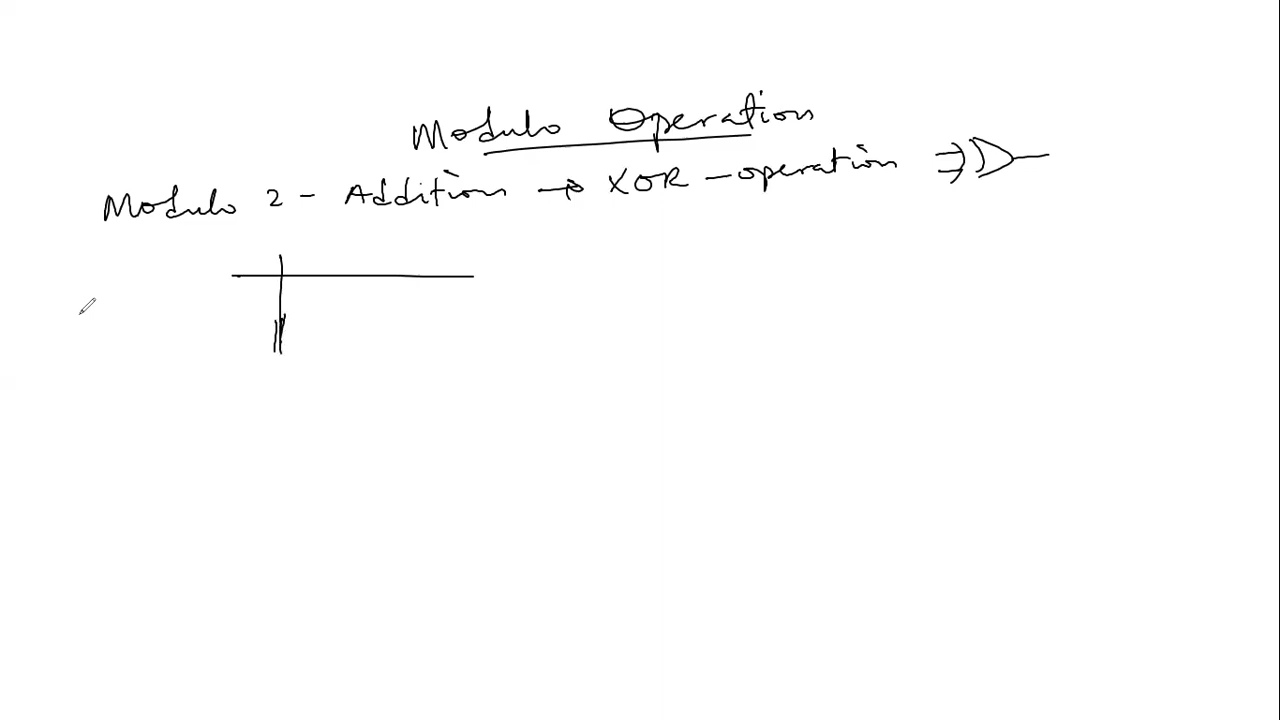 Modulo Operation
Modulo 2 - Addition → XOR - operation